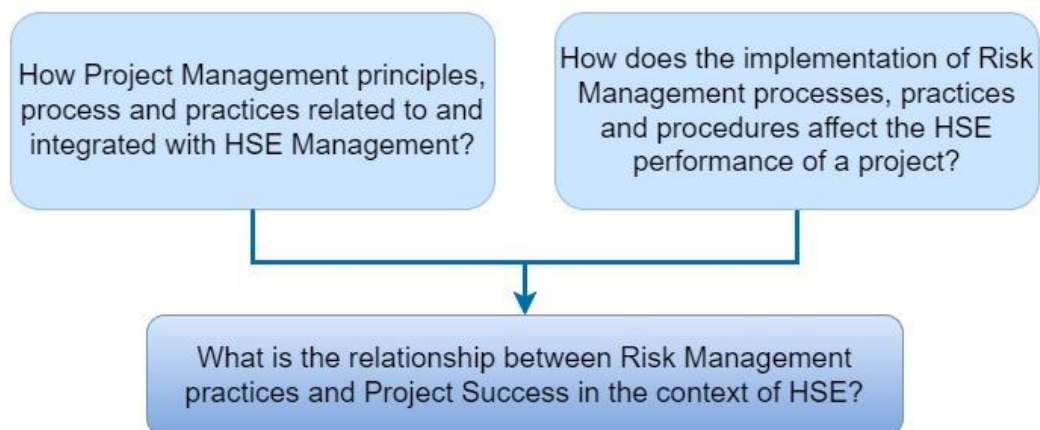 How Project Management principles,
process and practices related to and
integrated with HSE Management?
How does the implementation of Risk
Management processes, practices
and procedures affect the HSE
performance of a project?
What is the relationship between Risk Management
practices and Project Success in the context of HSE?